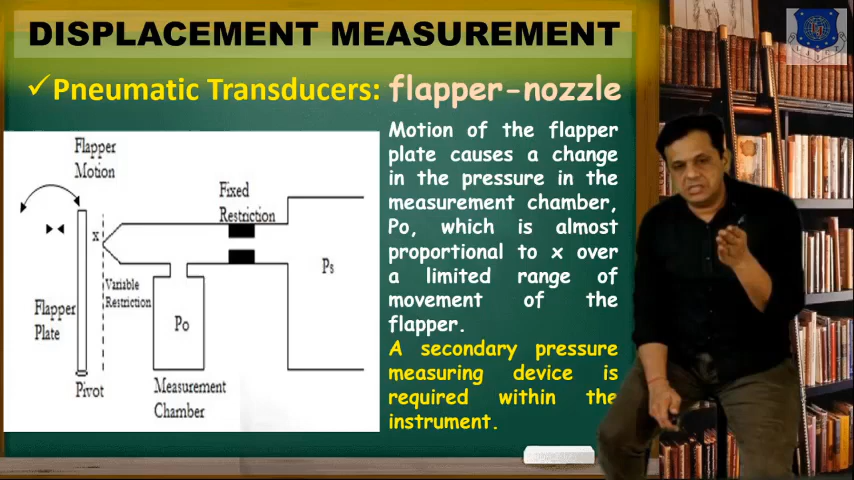 DISPLACEMENT MEASUREMENT
✓Pneumatic Transducers: flapper-nozzle
Flapper
Motion
Fixed
Restriction
x
Ps
Variable
Restriction
Flapper
Plate
Po
Pivot
Measurement
Chamber
Motion of the flapper
plate causes a change
in the pressure in the
measurement chamber,
Po, which is almost
proportional to x over
a limited range of
movement of the
flapper.
A secondary pressure
measuring device is
required within the
instrument.